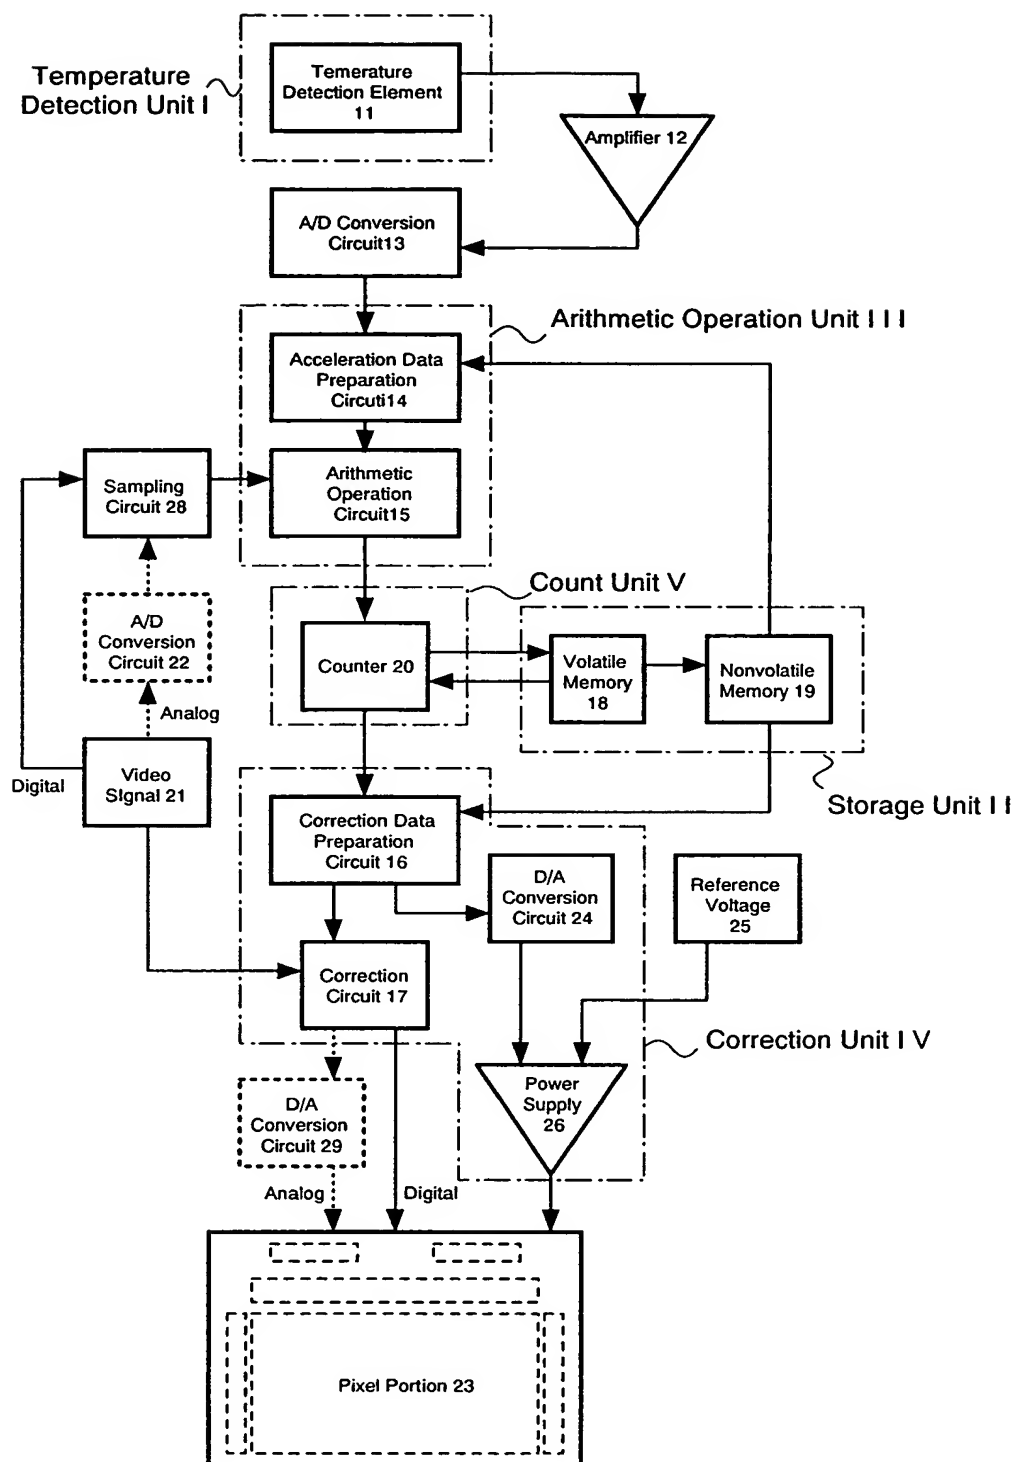 Temperature
Detection Unit I
Temerature
Detection Element
11
Amplifier 12
A/D Conversion
Circuit13
Arithmetic Operation Unit I I I
Acceleration Data
Preparation
Circuti14
Sampling
Circuit 28
Arithmetic
Operation
Circuit15
Count Unit V
A/D
Conversion
Circuit 22
Counter 20
Volatile
Memory
18
Nonvolatile
Memory 19
Analog
Digital
Video
SIgnal 21
Storage Unit I I
Correction Data
Preparation
Circuit 16
D/A
Conversion
Circuit 24
Reference
Voltage
25
Correction
Circuit 17
Correction Unit I V
D/A
Conversion
Circuit 29
Power
Supply
26
Analog
Digital
Pixel Portion 23